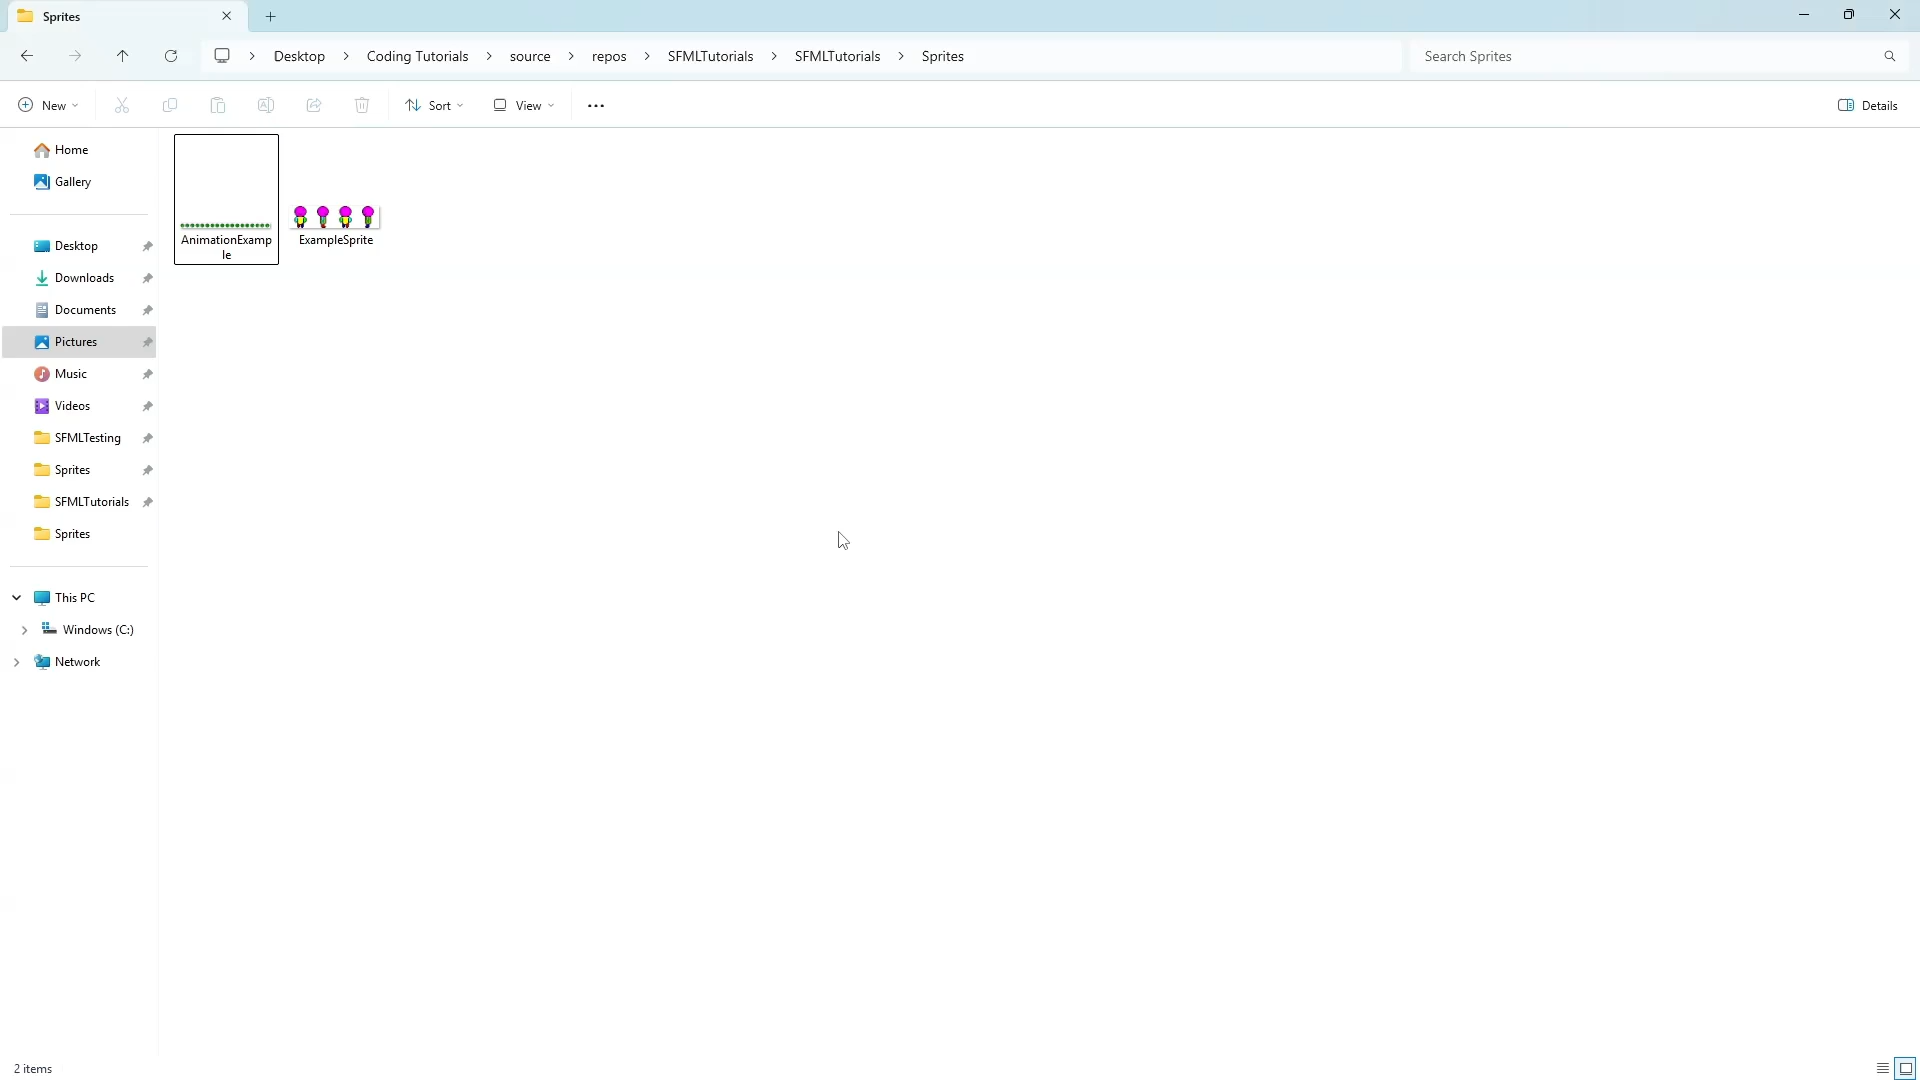 Sprites
Desktop > Coding Tutorials > source > repos > SFMLTutorials > SFMLTutorials > Sprites
Search Sprites
New
Sort
View
Details
Home
Gallery
Desktop
Downloads
Documents
Pictures
Music
Videos
SFMLTesting
Sprites
SFMLTutorials
Sprites
This PC
Windows (C:)
Network
AnimationExamp
le
ExampleSprite
2 items